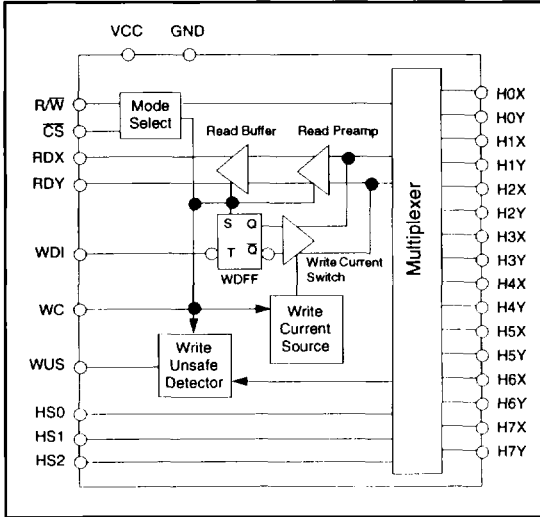 VCC GND
R/W̅
C̅S̅
RDX
RDY
WDI
WC
WUS
HS0
HS1
HS2
Mode
Select
Read Buffer
Read Preamp
S Q
T Q̅
WDFF
Write Current
Switch
Write
Current
Source
Write
Unsafe
Detector
Multiplexer
H0X
H0Y
H1X
H1Y
H2X
H2Y
H3X
H3Y
H4X
H4Y
H5X
H5Y
H6X
H6Y
H7X
H7Y